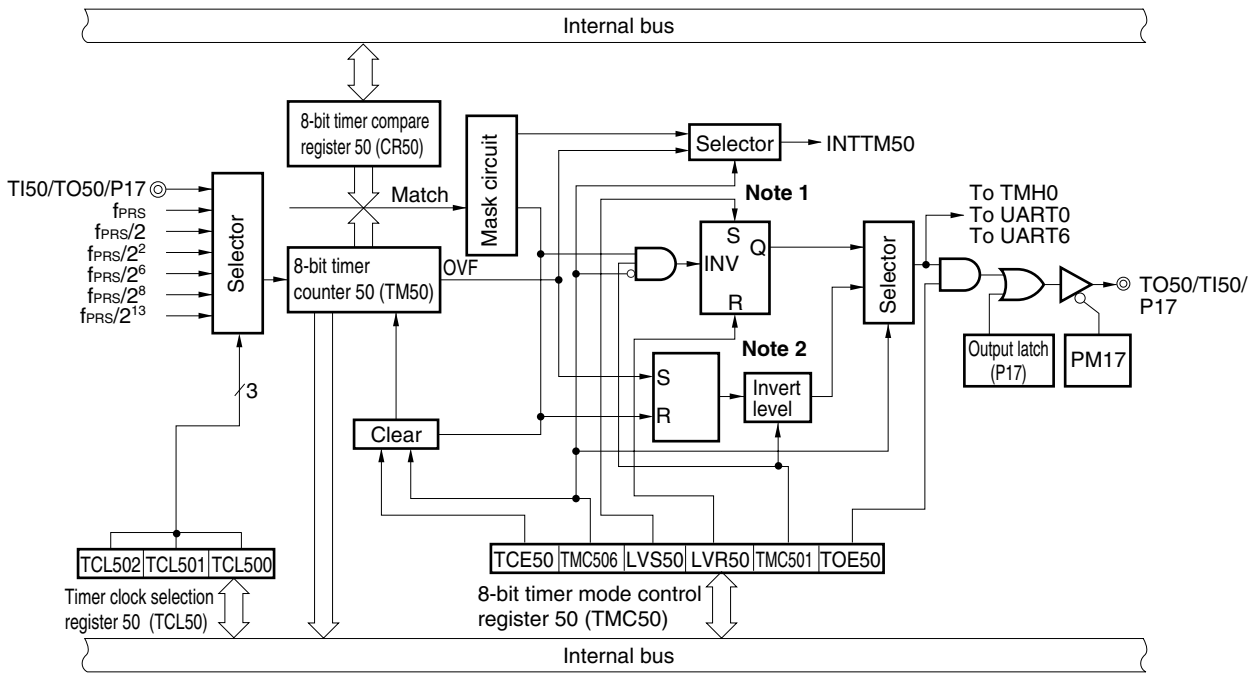 Internal bus
8-bit timer compare
register 50 (CR50)
Mask circuit
Selector
INTTM50
TI50/TO50/P17
fPRS
fPRS/2
fPRS/2²
fPRS/2⁶
fPRS/2⁸
fPRS/2¹³
Selector
Match
Note 1
8-bit timer
counter 50 (TM50)
OVF
S
INV
Q
R
Selector
To TMH0
To UART0
To UART6
TO50/TI50/
P17
Note 2
Output latch
(P17)
PM17
S
R
Invert
level
3
Clear
TCL502 TCL501 TCL500
Timer clock selection
register 50 (TCL50)
TCE50 TMC506 LVS50 LVR50 TMC501 TOE50
8-bit timer mode control
register 50 (TMC50)
Internal bus